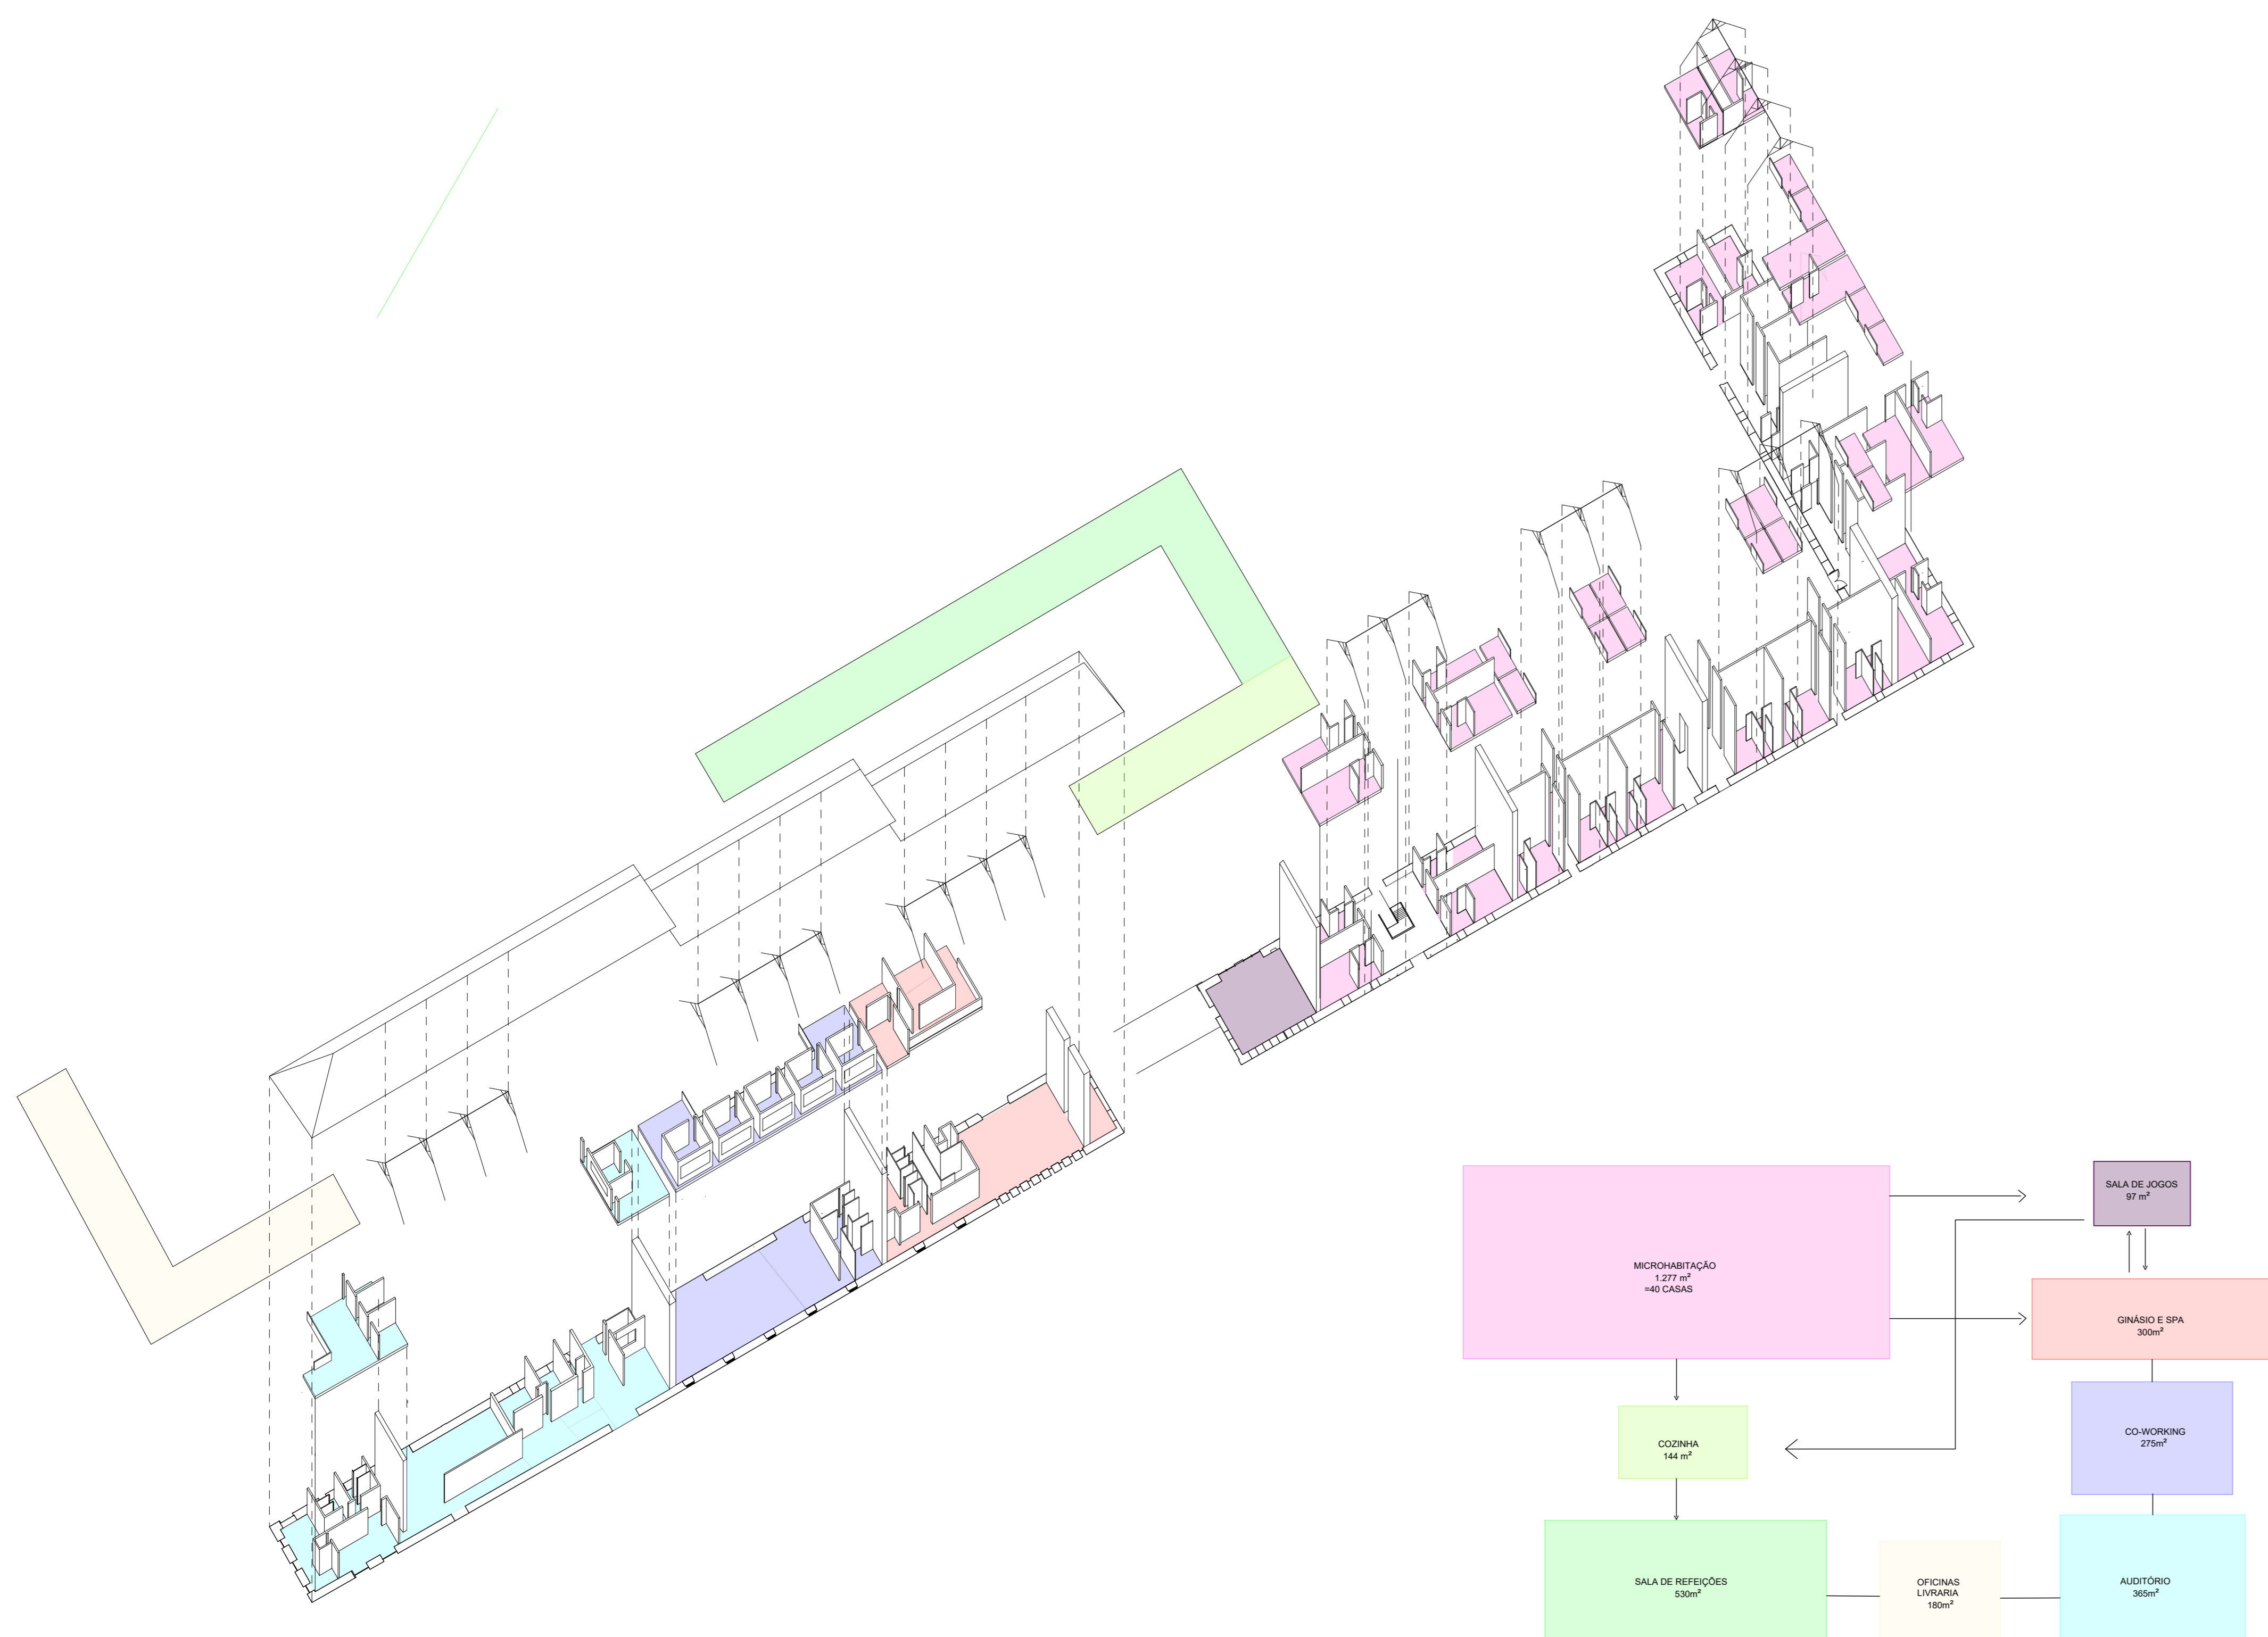 SALA DE JOGOS
97 m²
MICROHABITAÇÃO
1.277 m²
=40 CASAS
GINÁSIO E SPA
300m²
CO-WORKING
275m²
COZINHA
144 m²
SALA DE REFEIÇÕES
530m²
OFICINAS
LIVRARIA
180m²
AUDITÓRIO
365m²